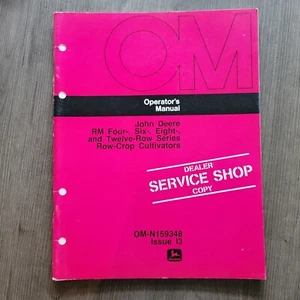 OM
Operator's
Manual
John Deere
RM Four-, Six-, Eight-,
and Twelve-Row Series
Row-Crop Cultivators
DEALER
SERVICE SHOP
COPY
OM-N159348
Issue I3